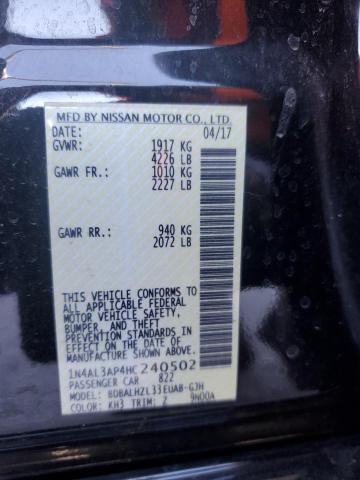 MFD BY NISSAN MOTOR CO., LTD.
DATE: 04/17
GVWR: 1917 KG
4226 LB
GAWR FR.: 1010 KG
2227 LB
GAWR RR.: 940 KG
2072 LB
THIS VEHICLE CONFORMS TO
ALL APPLICABLE FEDERAL
MOTOR VEHICLE SAFETY,
BUMPER, AND THEFT
PREVENTION STANDARDS IN
EFFECT ON THE DATE OF
MANUFACTURE SHOWN ABOVE.
1N4AL3AP4HC240502
PASSENGER CAR 822
MODEL: BDBALHZL33EUAB-GJH
COLOR: KH3 TRIM: Z 9N00A